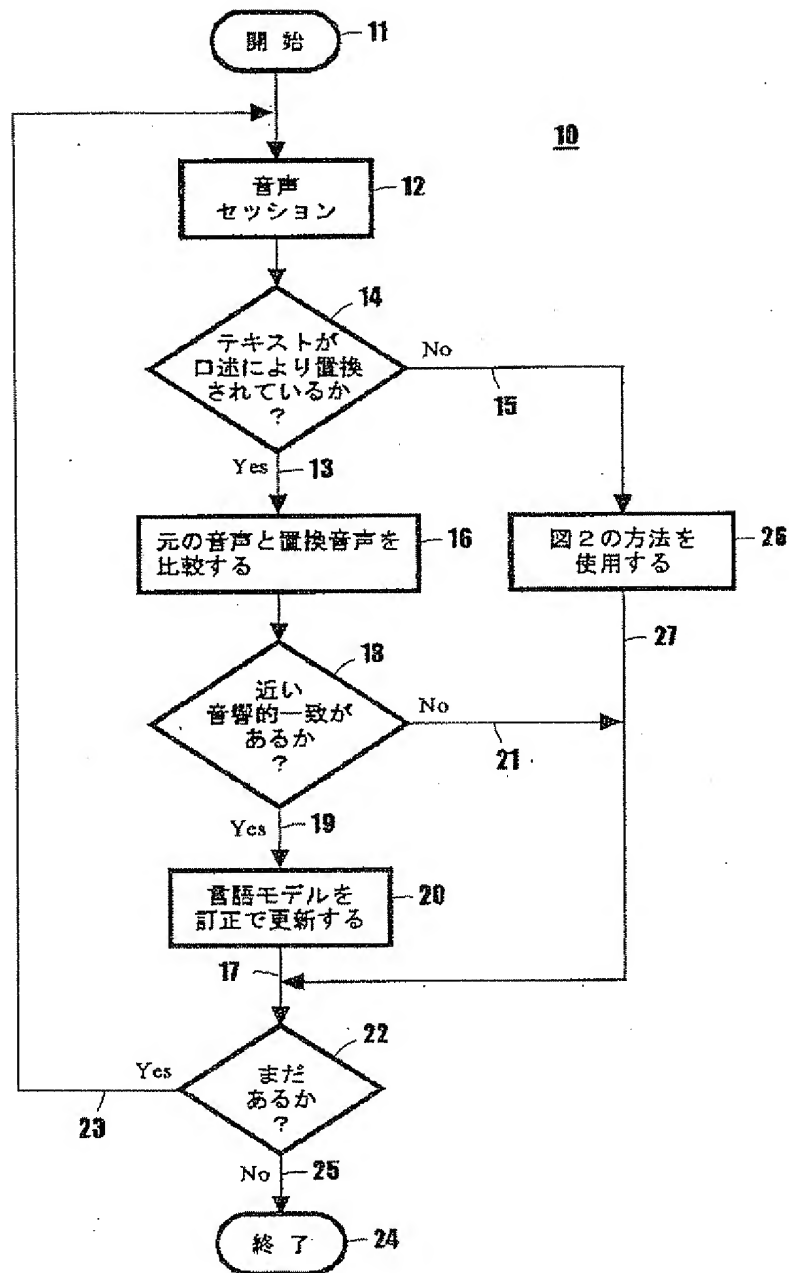 開始
11
10
音声
セッション
12
14
テキストが
口述により置換
されているか
?
No
15
Yes
13
元の音声と置換音声を
比較する
16
図2の方法を
使用する
26
27
18
近い
音響的一致が
あるか
?
No
21
Yes
19
言語モデルを
訂正で更新する
20
17
22
Yes
まだ
あるか
?
23
No
25
終了
24